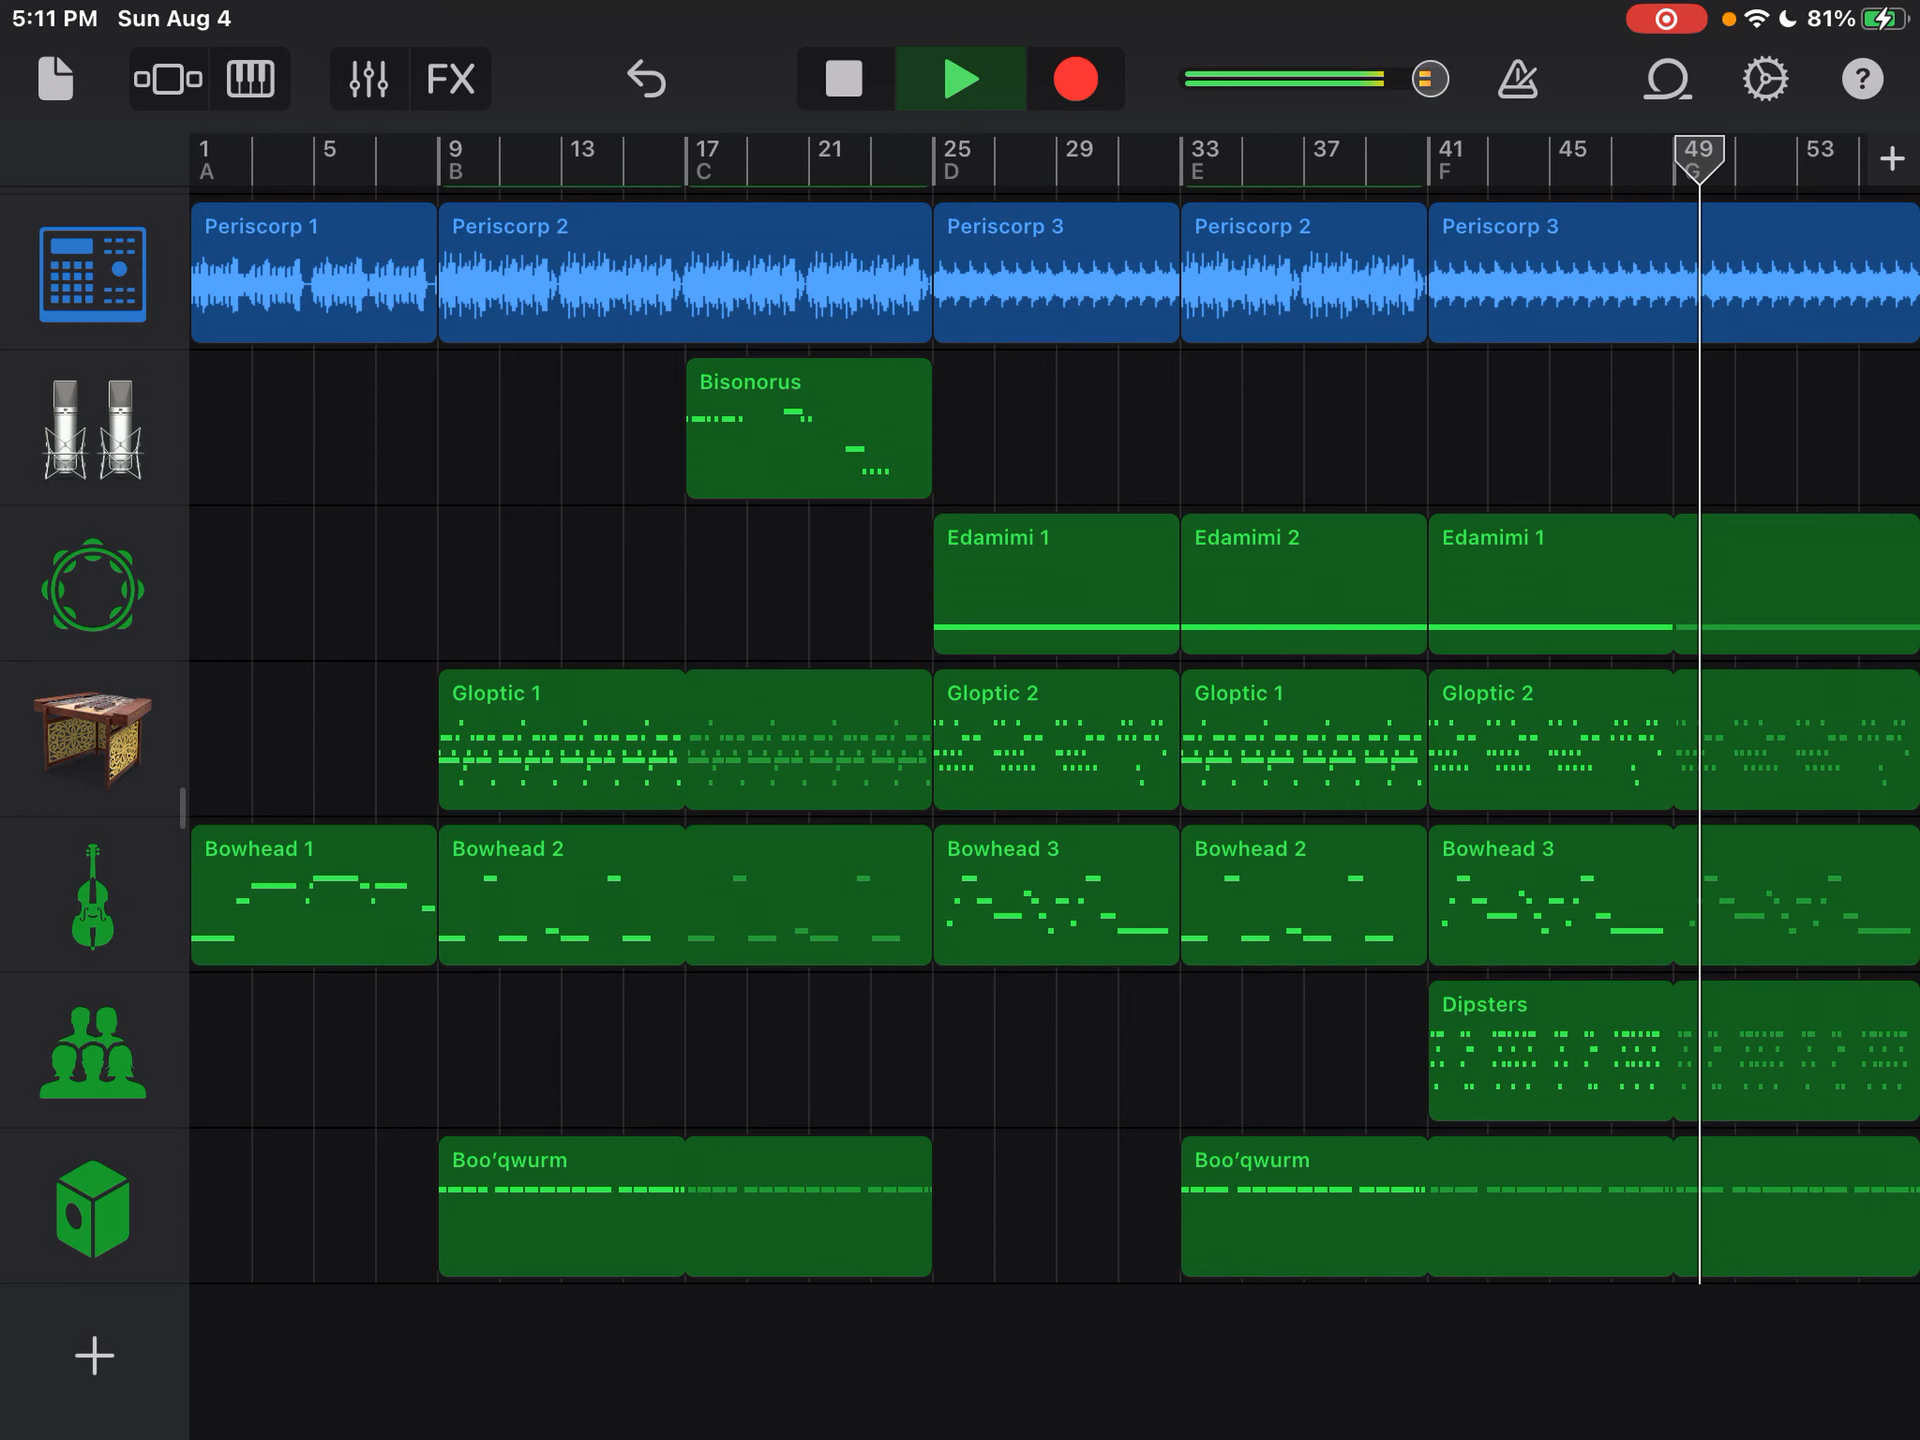 5:11 PM Sun Aug 4 81%
FX ?
1 5 9 13 17 21 25 29 33 37 41 45 49 53 +
A B C D E F G
Periscorp 1 Periscorp 2 Periscorp 3 Periscorp 2 Periscorp 3
Bisonorus
Edamimi 1 Edamimi 2 Edamimi 1
Gloptic 1 Gloptic 2 Gloptic 1 Gloptic 2
Bowhead 1 Bowhead 2 Bowhead 3 Bowhead 2 Bowhead 3
Dipsters
Boo’qwurm Boo’qwurm
+